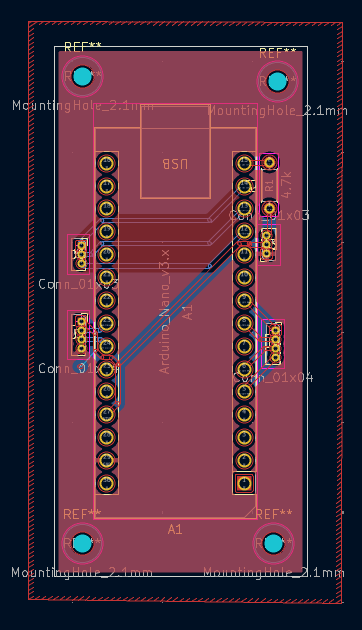 REF**
REF**
REF**
REF**
MountingHole_2.1mm
MountingHole_2.1mm
USB
R1
4.7k
Conn_01x03
Conn_01x03
Arduino_Nano_v3.x
A1
Conn_01x04
Conn_01x04
REF**
REF**
A1
REF**
REF**
MountingHole_2.1mm
MountingHole_2.1mm